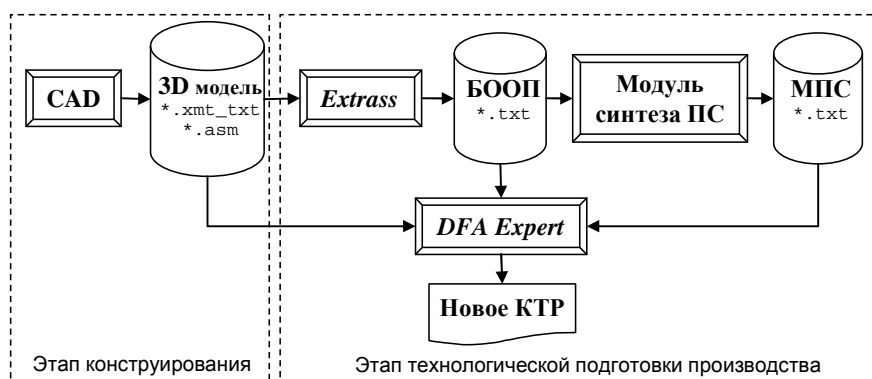 CAD
3D модель
*.xmt_txt
*.asm
Extrass
БООП
*.txt
Модуль
синтеза ПС
МПС
*.txt
DFA Expert
Новое КТР
Этап конструирования
Этап технологической подготовки производства